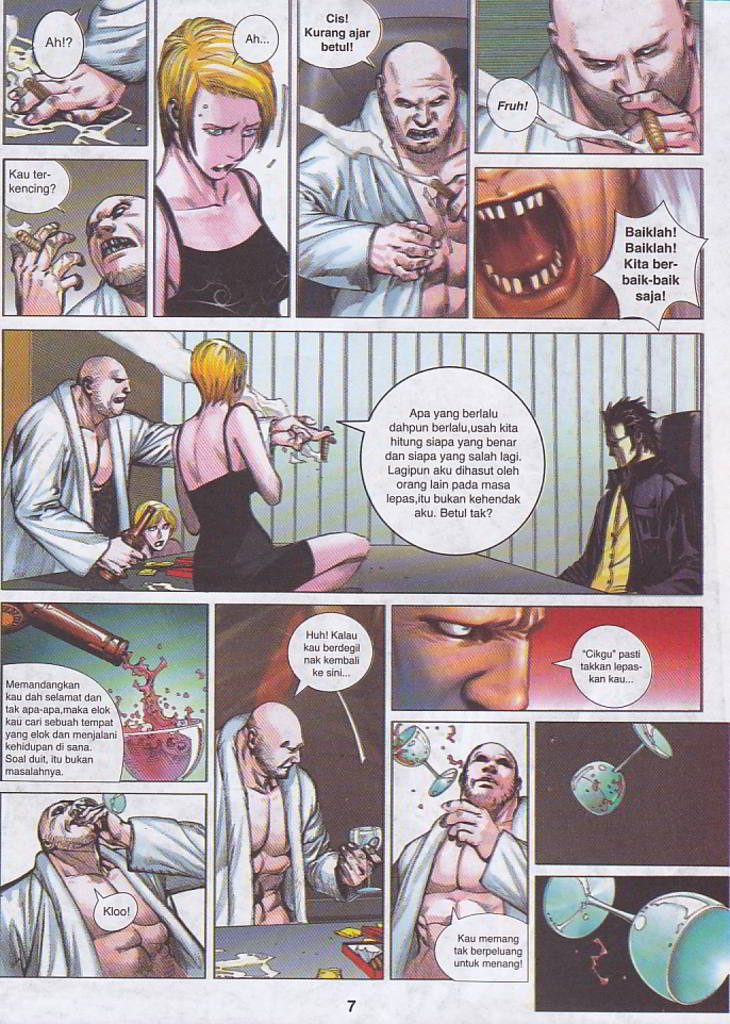 Ah!?
Ah...
Cis!
Kurang ajar
betul!
Fruh!
Kau ter-
kencing?
Baiklah!
Baiklah!
Kita ber-
baik-baik
saja!
Apa yang berlalu
dahpun berlalu,usah kita
hitung siapa yang benar
dan siapa yang salah lagi.
Lagipun aku dihasut oleh
orang lain pada masa
lepas,itu bukan kehendak
aku. Betul tak?
Memandangkan
kau dah selamat dan
tak apa-apa,maka elok
kau cari sebuah tempat
yang elok dan menjalani
kehidupan di sana.
Soal duit, itu bukan
masalahnya.
Huh! Kalau
kau berdegil
nak kembali
ke sini...
"Cikgu" pasti
takkan lepas-
kan kau...
Kloo!
Kau memang
tak berpeluang
untuk menang!
7